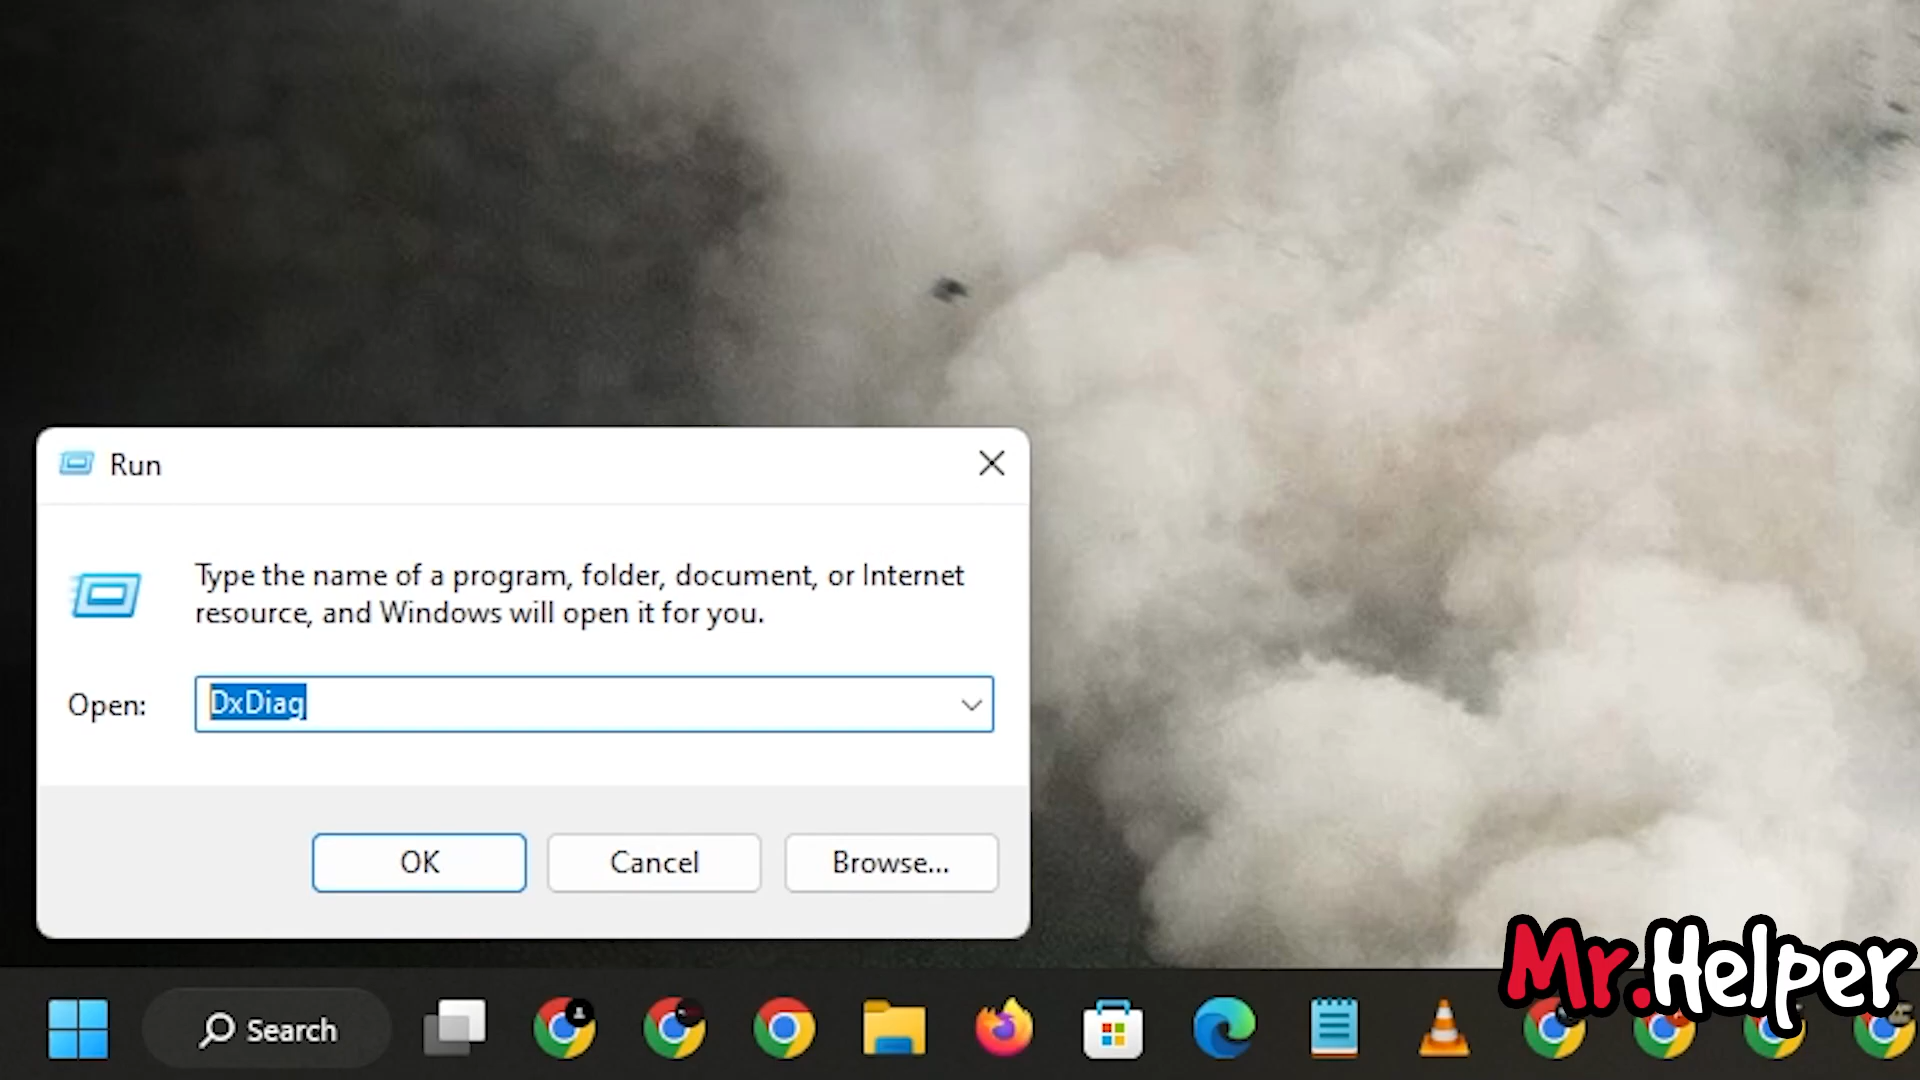 Run
Type the name of a program, folder, document, or Internet
resource, and Windows will open it for you.
Open:
DxDiag
OK
Cancel
Browse...
Mr.Helper
Search